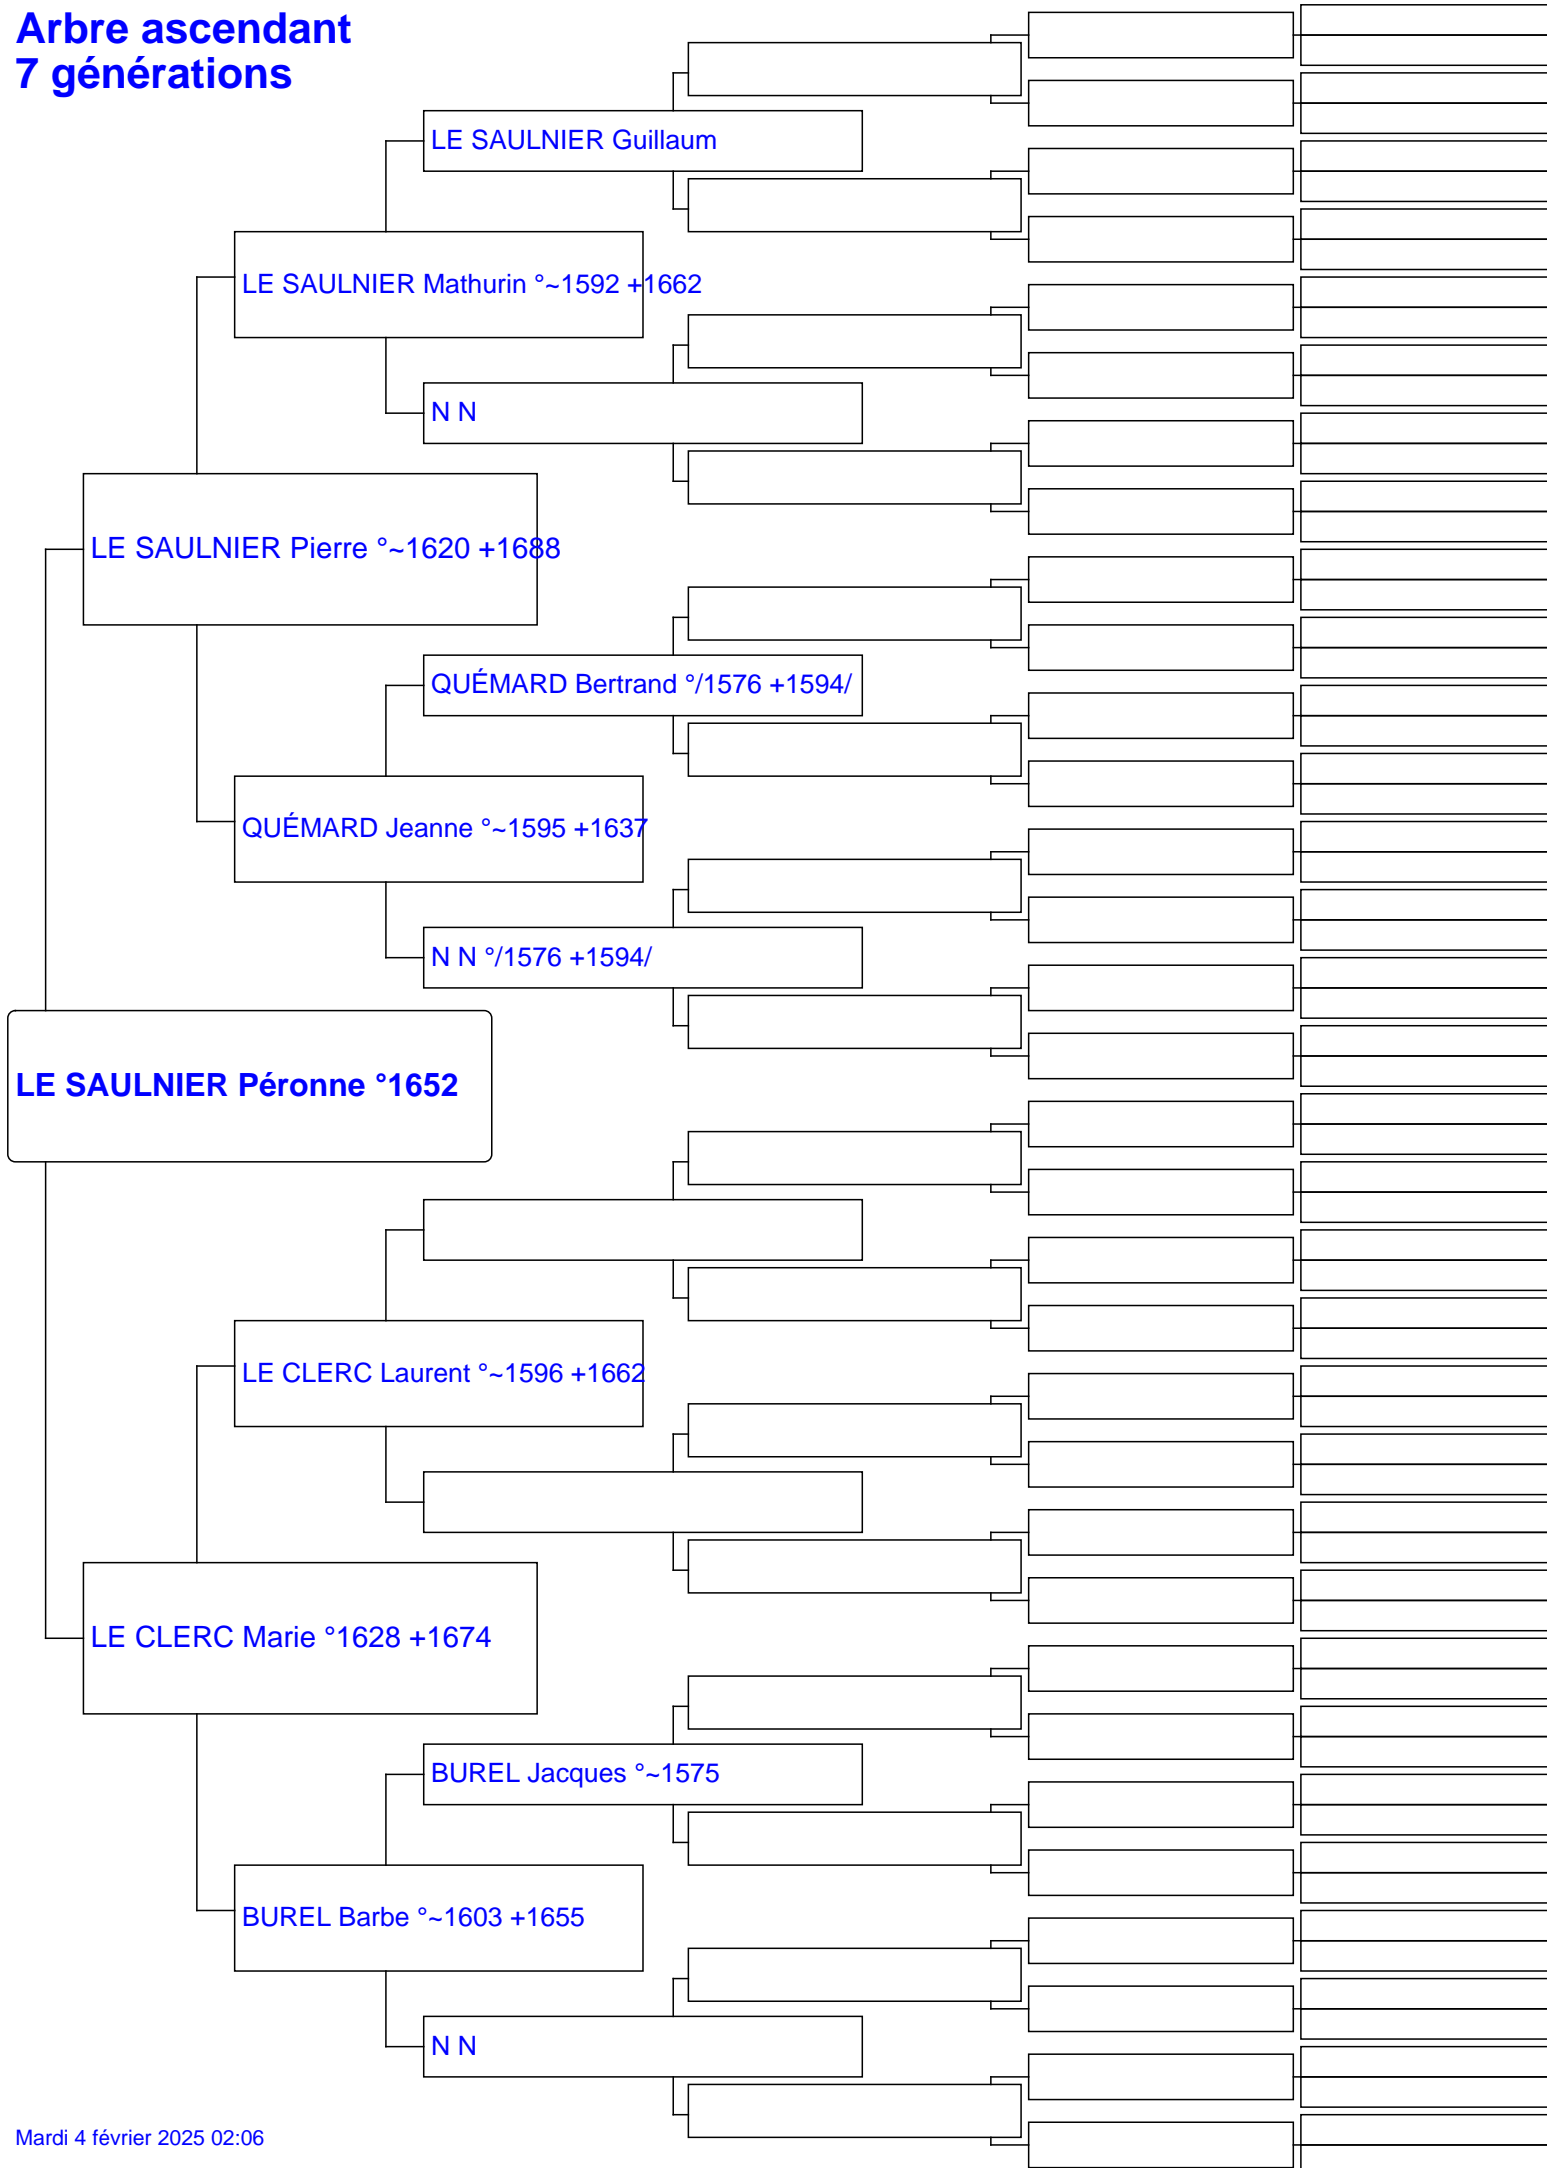 Arbre ascendant
7 générations
LE SAULNIER Guillaum
LE SAULNIER Mathurin °~1592 +1662
N N
LE SAULNIER Pierre °~1620 +1688
QUÉMARD Bertrand °/1576 +1594/
QUÉMARD Jeanne °~1595 +1637
N N °/1576 +1594/
LE SAULNIER Péronne °1652
LE CLERC Laurent °~1596 +1662
LE CLERC Marie °1628 +1674
BUREL Jacques °~1575
BUREL Barbe °~1603 +1655
N N
Mardi 4 février 2025 02:06